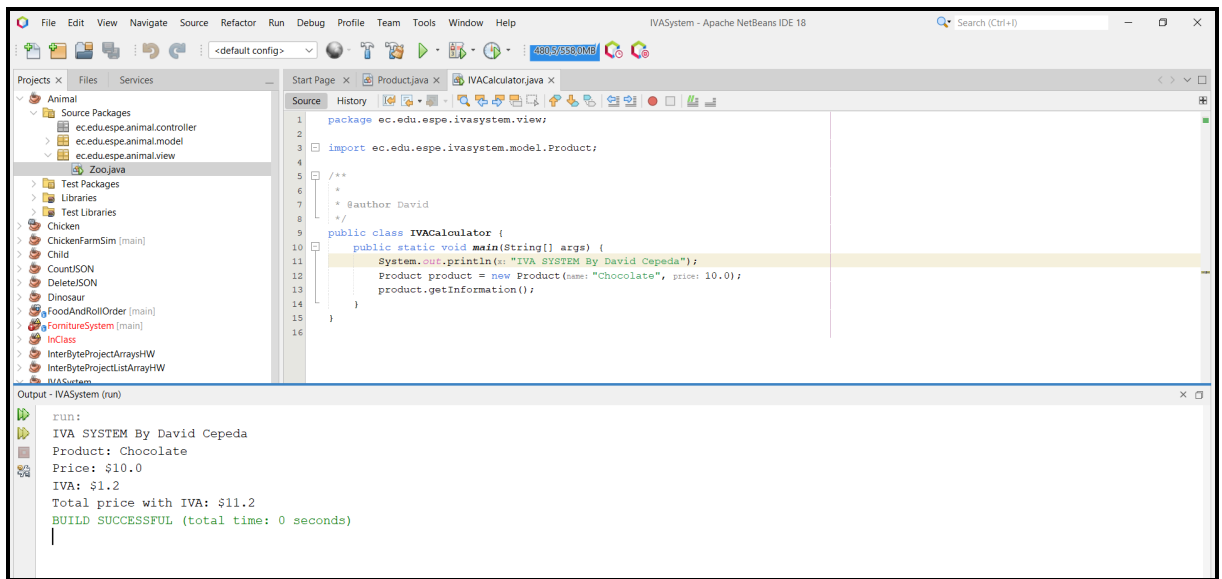 File Edit View Navigate Source Refactor Run Debug Profile Team Tools Window Help IVASystem - Apache NetBeans IDE 18 Search (Ctrl+I)
<default config> 480,5/558,0MB
Projects Files Services
Animal
Source Packages
ec.edu.espe.animal.controller
ec.edu.espe.animal.model
ec.edu.espe.animal.view
Zoo.java
Test Packages
Libraries
Test Libraries
Chicken
ChickenFarmSim [main]
Child
CountJSON
DeleteJSON
Dinosaur
FoodAndRollOrder [main]
FornitureSystem [main]
InClass
InterByteProjectArraysHW
InterByteProjectListArrayHW
IVASystem
Start Page Product.java IVACalculator.java
Source History
1 package ec.edu.espe.ivasystem.view;
2
3 import ec.edu.espe.ivasystem.model.Product;
4
5 /**
6 *
7 * @author David
8 */
9 public class IVACalculator {
10 public static void main(String[] args) {
11 System.out.println(x: "IVA SYSTEM By David Cepeda");
12 Product product = new Product(name: "Chocolate", price: 10.0);
13 product.getInformation();
14 }
15 }
16
Output - IVASystem (run)
run:
IVA SYSTEM By David Cepeda
Product: Chocolate
Price: $10.0
IVA: $1.2
Total price with IVA: $11.2
BUILD SUCCESSFUL (total time: 0 seconds)